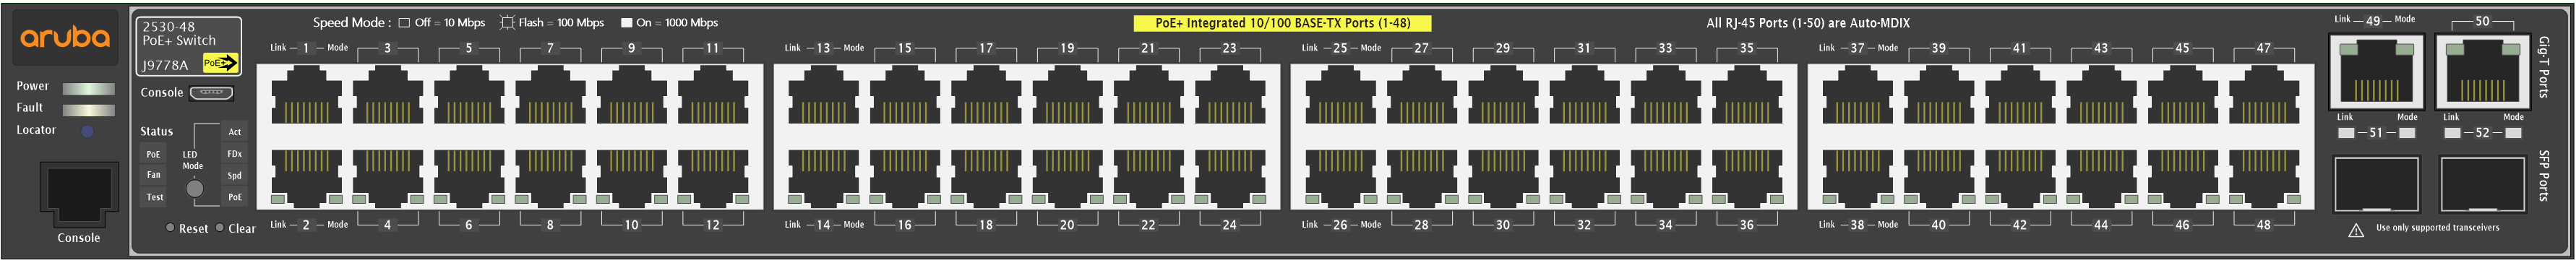 aruba
Power
Fault
Locator
Console
2530-48
PoE+ Switch
J9778A
PoE+
Console
Status
PoE
Fan
Test
LED
Mode
Act
FDx
Spd
PoE
Reset Clear
Speed Mode : Off = 10 Mbps Flash = 100 Mbps On = 1000 Mbps
PoE+ Integrated 10/100 BASE-TX Ports (1-48)
All RJ-45 Ports (1-50) are Auto-MDIX
Link 1 Mode 3 5 7 9 11
Link 13 Mode 15 17 19 21 23
Link 25 Mode 27 29 31 33 35
Link 37 Mode 39 41 43 45 47
Link 2 Mode 4 6 8 10 12
Link 14 Mode 16 18 20 22 24
Link 26 Mode 28 30 32 34 36
Link 38 Mode 40 42 44 46 48
Link 49 Mode 50
Gig-T Ports
Link Mode Link Mode
51 52
SFP Ports
Use only supported transceivers